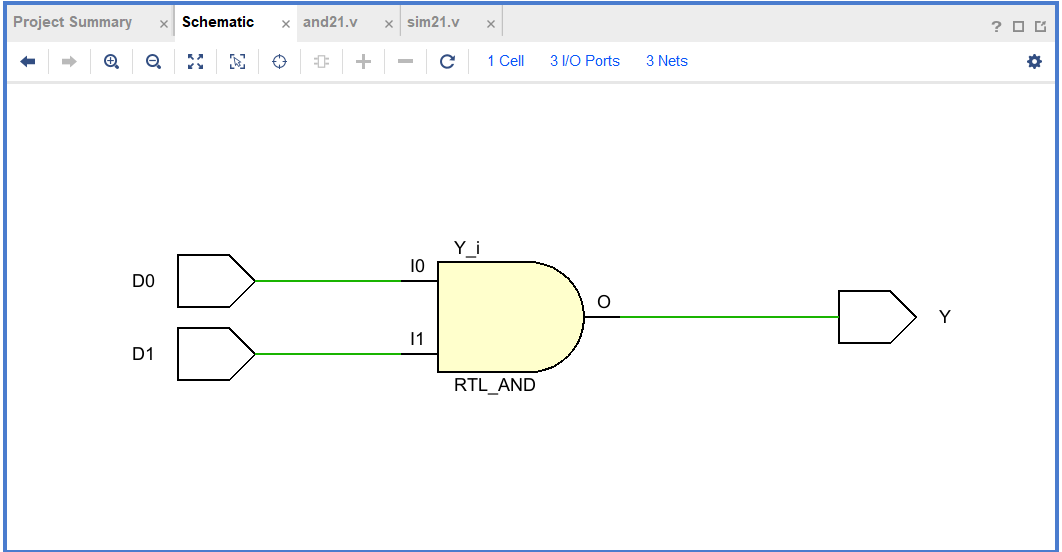 Project Summary × Schematic × and21.v × sim21.v × ?
1 Cell 3 I/O Ports 3 Nets
Y_i
I0
D0
O
Y
I1
D1
RTL_AND